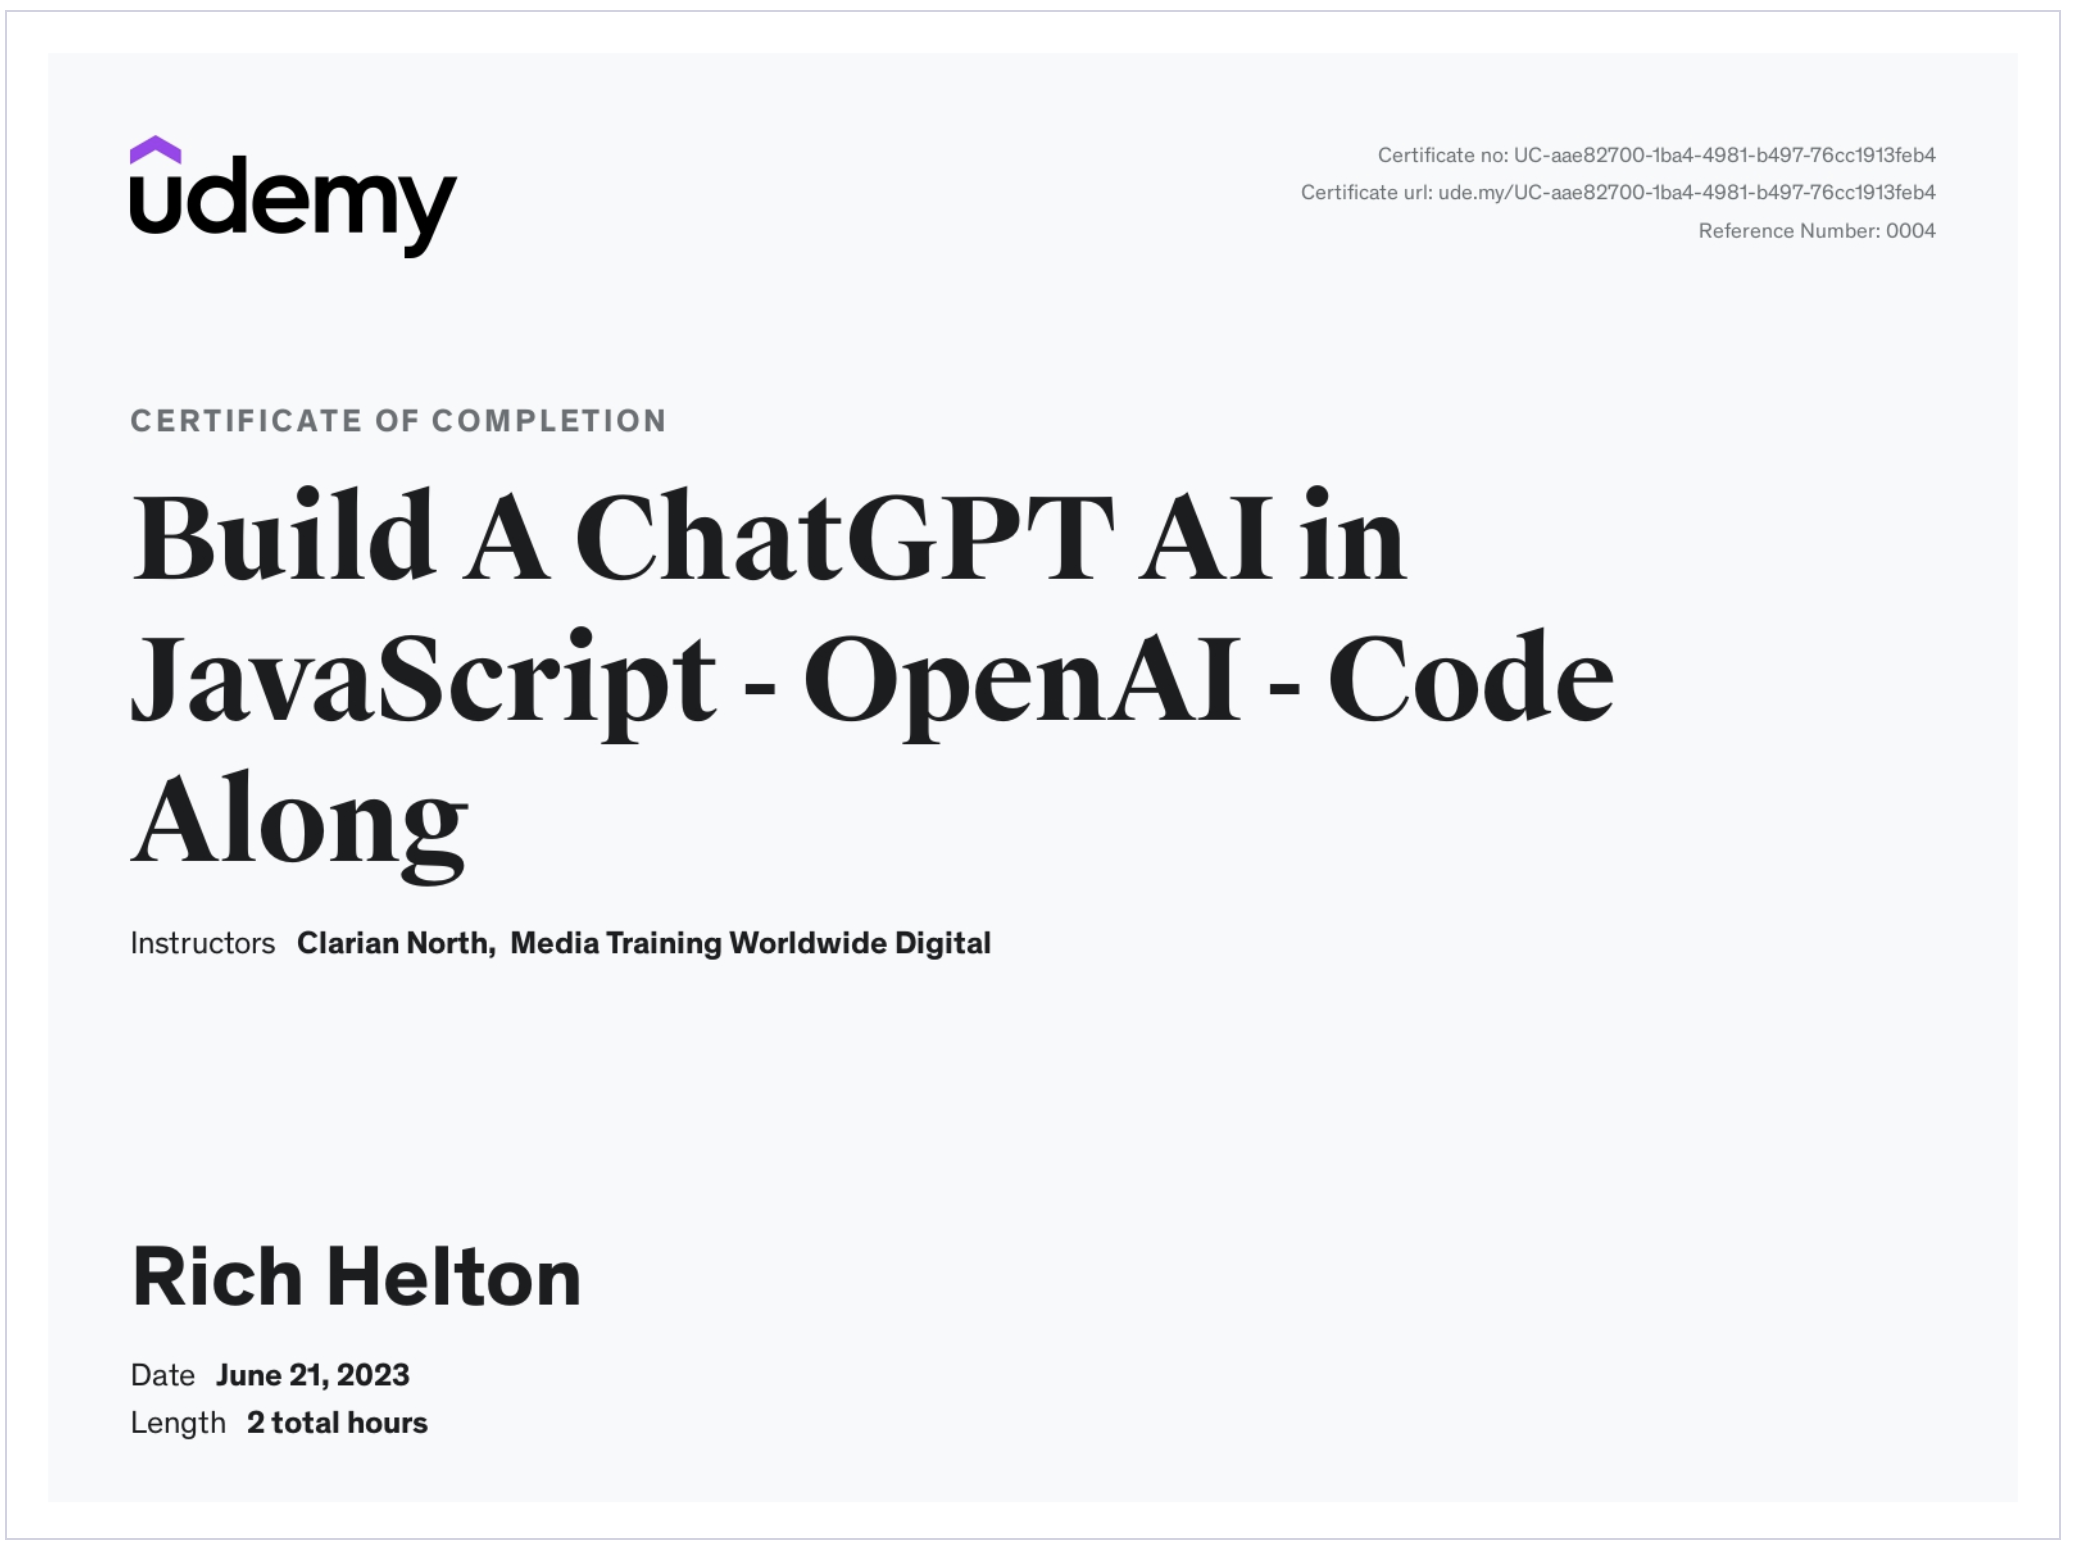 udemy
Certificate no: UC-aae82700-1ba4-4981-b497-76cc1913feb4
Certificate url: ude.my/UC-aae82700-1ba4-4981-b497-76cc1913feb4
Reference Number: 0004
CERTIFICATE OF COMPLETION
Build A ChatGPT AI in
JavaScript - OpenAI - Code
Along
Instructors Clarian North, Media Training Worldwide Digital
Rich Helton
Date June 21, 2023
Length 2 total hours